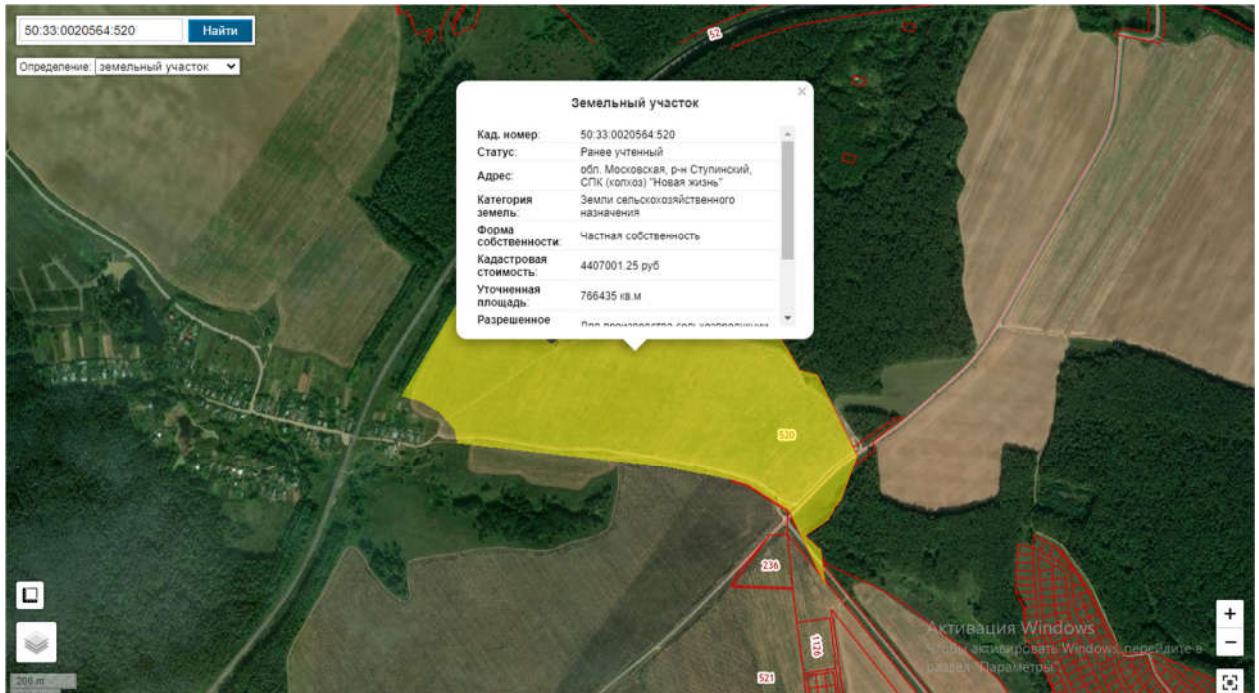 50:33:0020564:520
Найти
Определение: земельный участок
52
Земельный участок
Кад. номер: 50:33:0020564:520
Статус: Ранее учтенный
Адрес: обл. Московская, р-н Ступинский,
СПК (колхоз) "Новая жизнь"
Категория земель: Земли сельскохозяйственного
назначения
Форма собственности: Частная собственность
Кадастровая стоимость: 4407001.25 руб
Уточненная площадь: 766435 кв.м
Разрешенное Для производства сельхозпродукции
520
236
1126
521
Активация Windows
Чтобы активировать Windows, перейдите в
раздел "Параметры".
200 m